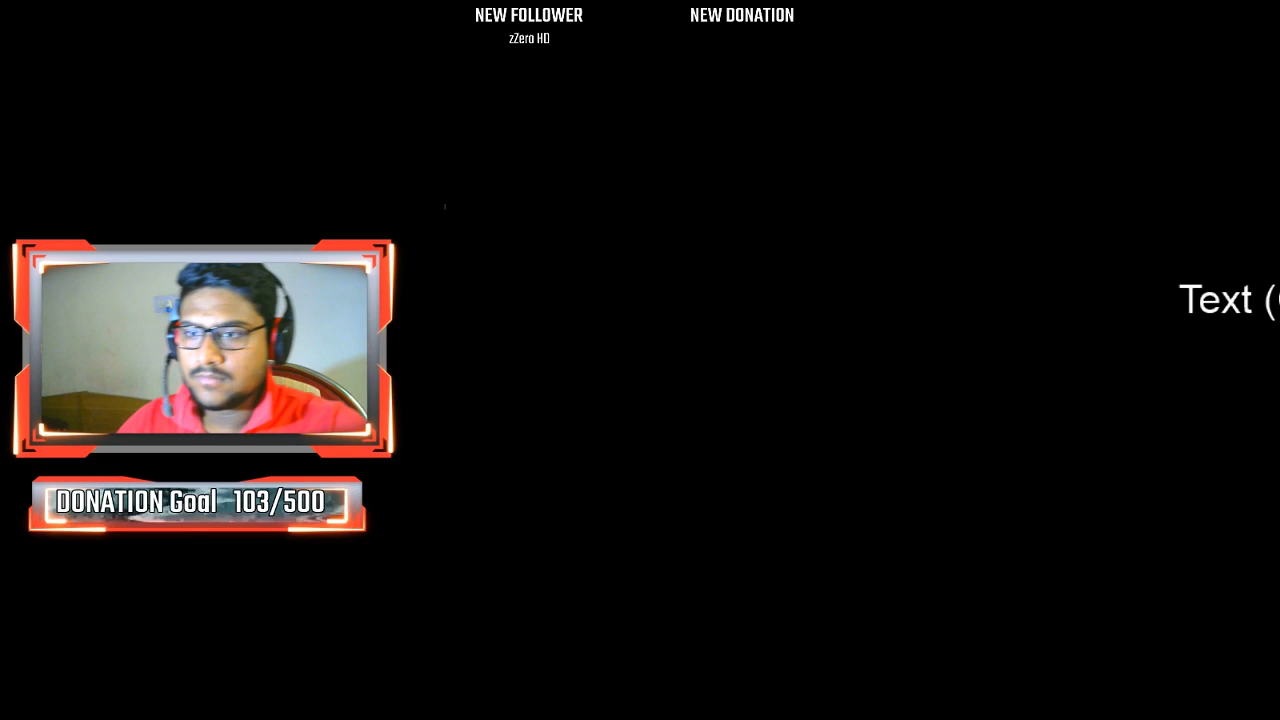 NEW FOLLOWER
zZero HD
NEW DONATION
Text (
DONATION Goal 103/500